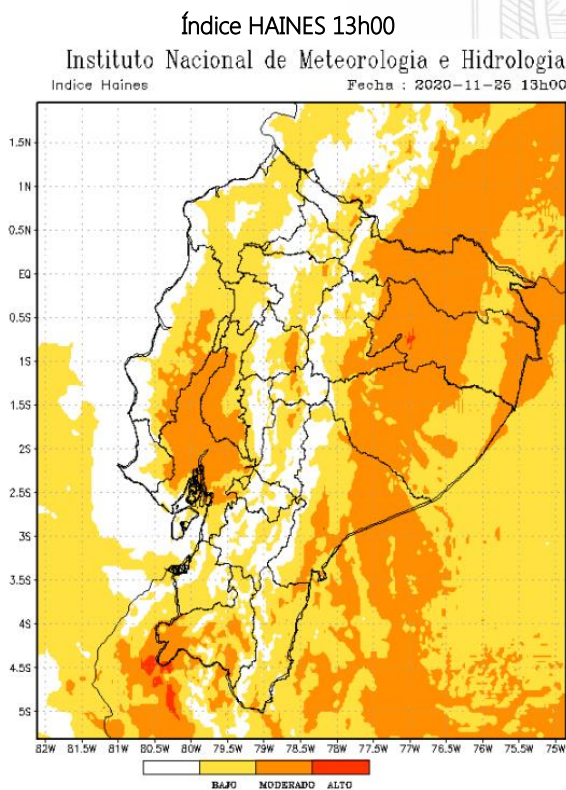 Índice HAINES 13h00
Instituto Nacional de Meteorologia e Hidrologia
Indice Haines Fecha : 2020-11-25 13h00
1.5N
1N
0.5N
EQ
0.5S
1S
1.5S
2S
2.5S
3S
3.5S
4S
4.5S
5S
82W 81.5W 81W 80.5W 80W 79.5W 79W 78.5W 78W 77.5W 77W 76.5W 76W 75.5W 75W
BAJO MODERADO ALTO